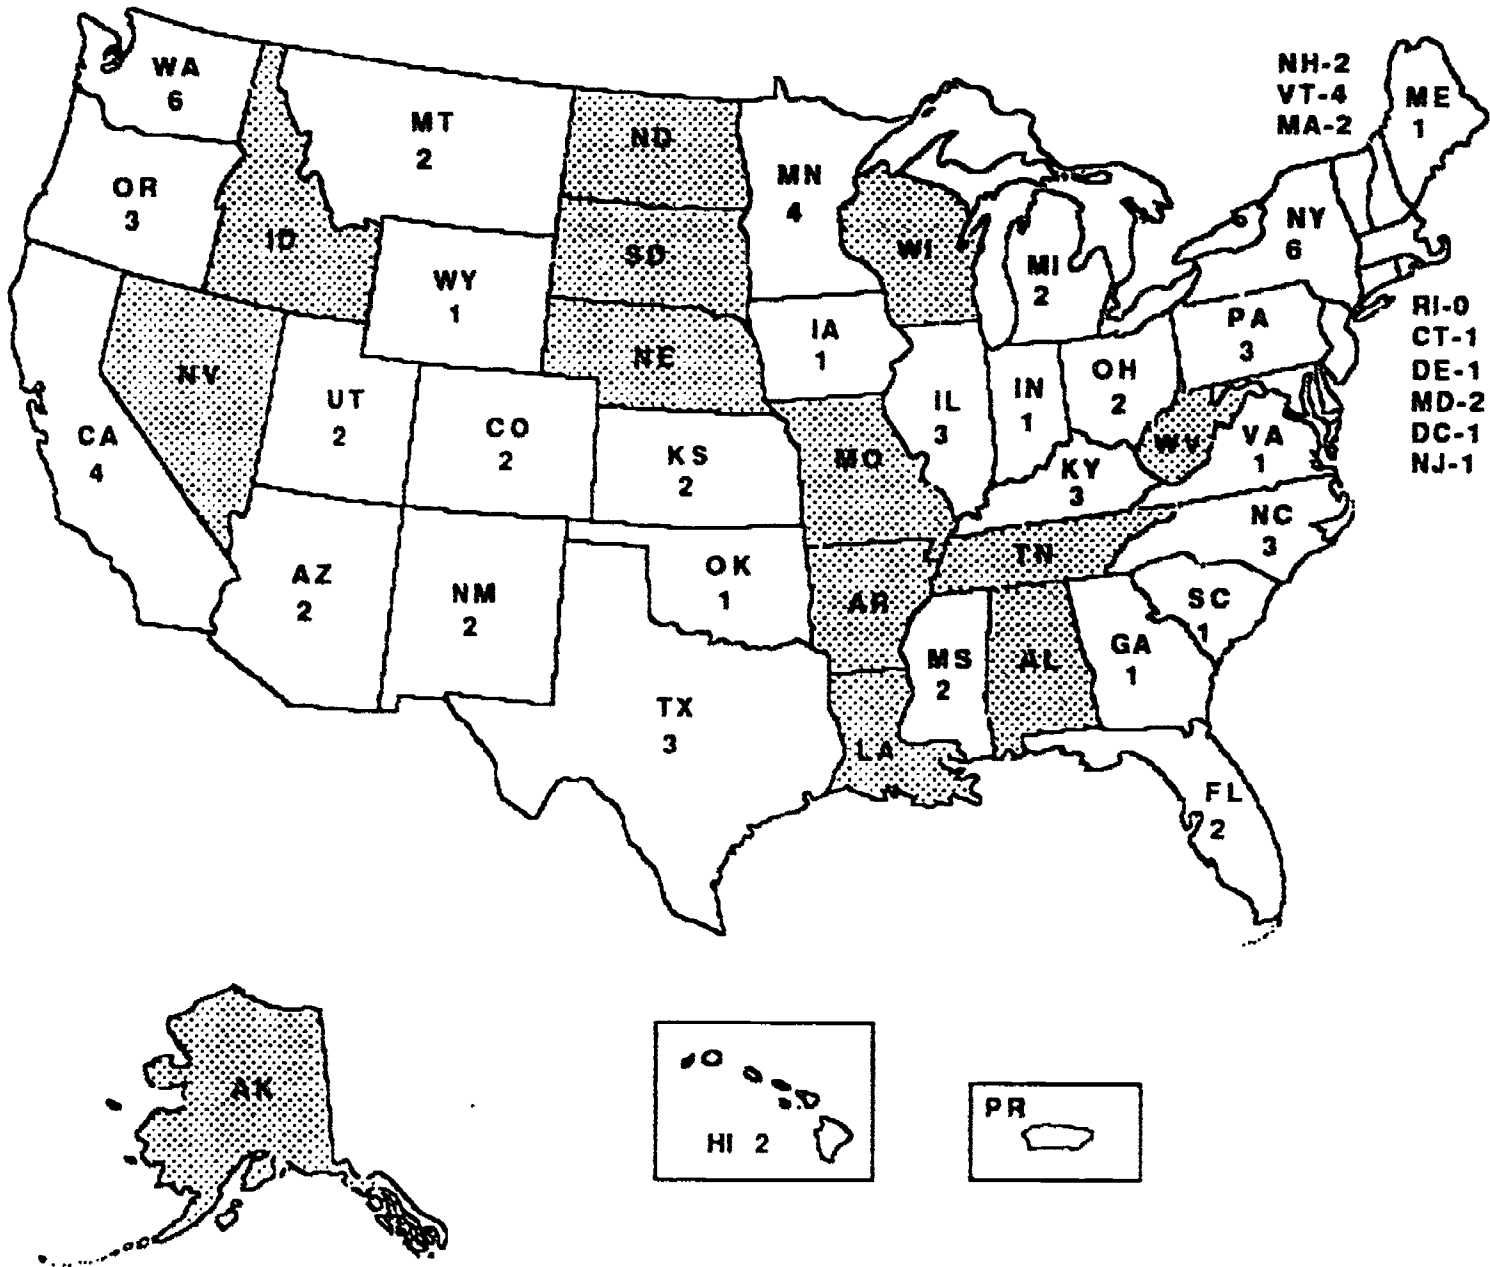 WA
6
MT
2
ND
MN
4
NH-2
VT-4
MA-2
ME
1
OR
3
ID
SD
WI
MI
2
NY
6
WY
1
NV
NE
IA
1
PA
3
RI-0
CT-1
DE-1
MD-2
DC-1
NJ-1
CA
4
UT
2
CO
2
KS
2
MO
IL
3
IN
1
OH
2
WV
VA
1
KY
3
AZ
2
NM
2
OK
1
AR
TN
NC
3
SC
1
TX
3
LA
MS
2
AL
GA
1
FL
2
AK
HI 2
PR